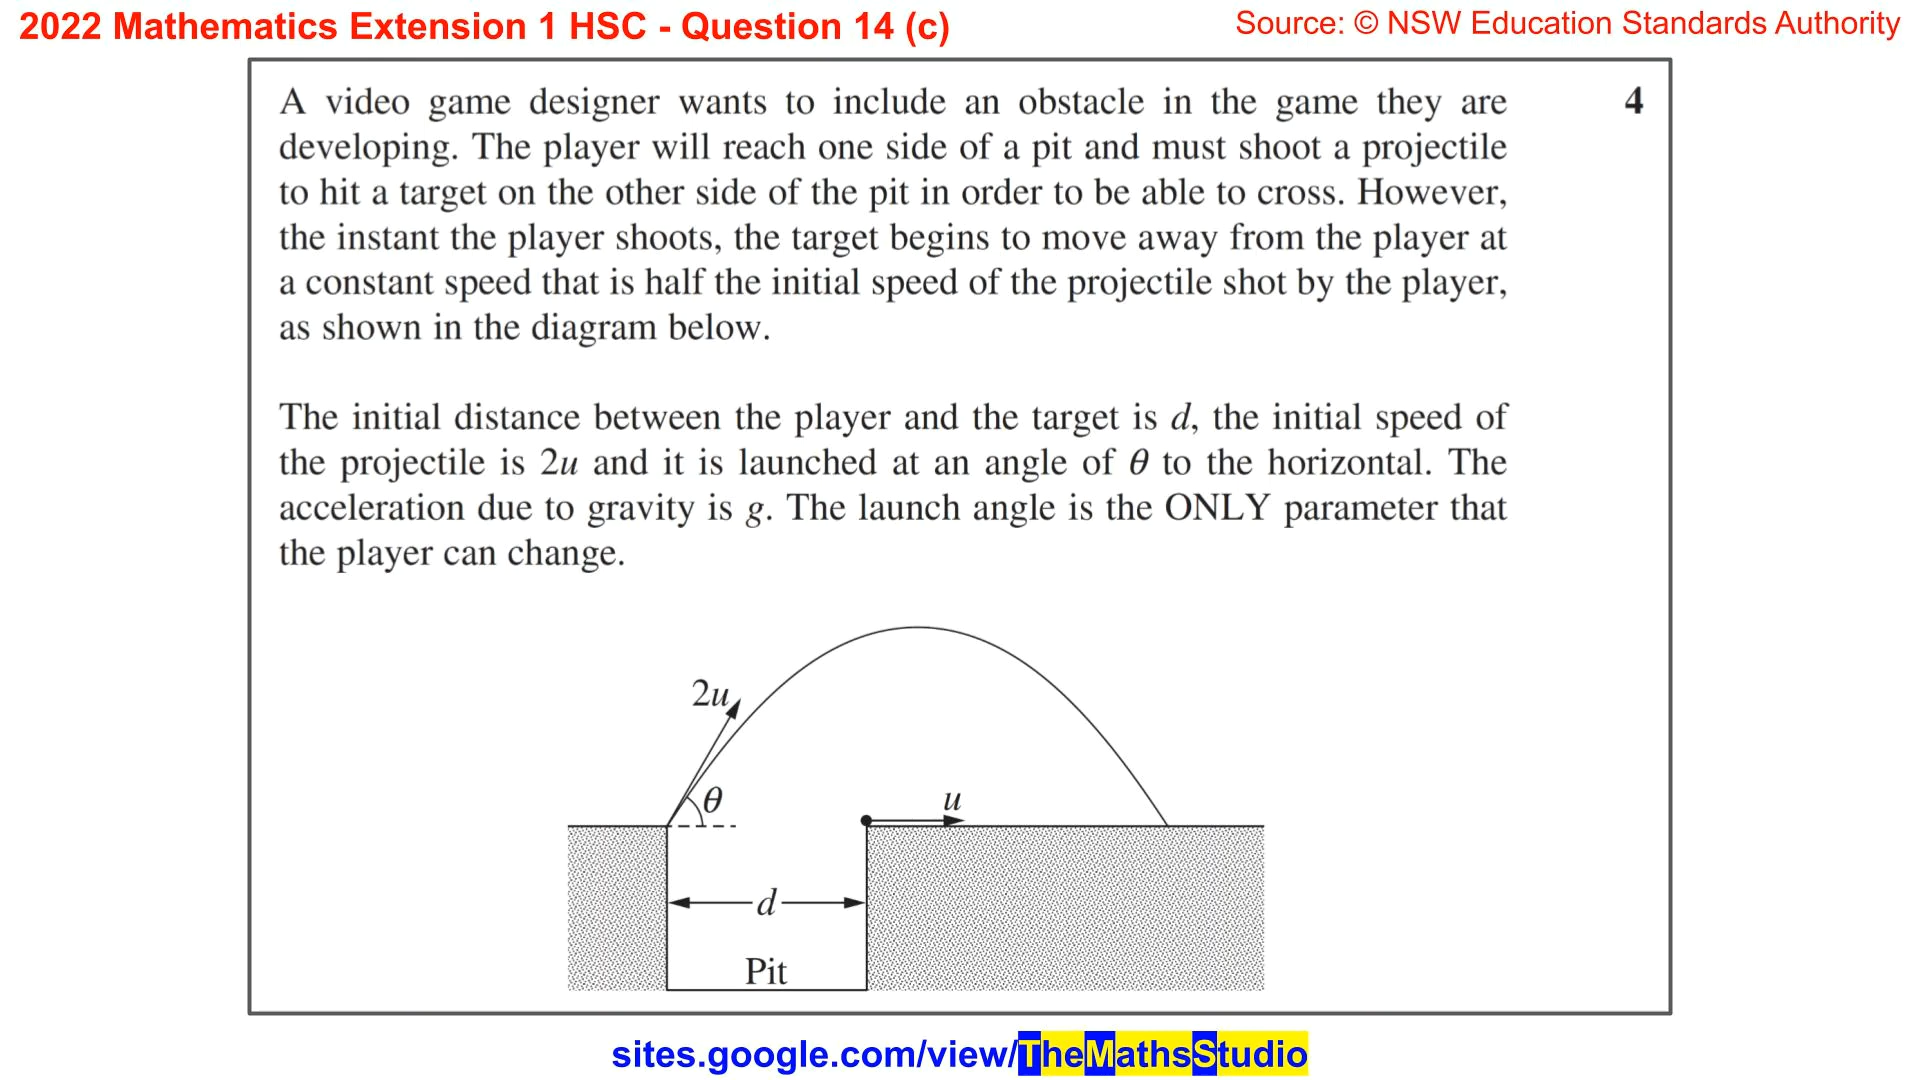 2022 Mathematics Extension 1 HSC - Question 14 (c)
Source: © NSW Education Standards Authority
A video game designer wants to include an obstacle in the game they are
4
developing. The player will reach one side of a pit and must shoot a projectile
to hit a target on the other side of the pit in order to be able to cross. However,
the instant the player shoots, the target begins to move away from the player at
a constant speed that is half the initial speed of the projectile shot by the player,
as shown in the diagram below.
The initial distance between the player and the target is d, the initial speed of
the projectile is 2u and it is launched at an angle of θ to the horizontal. The
acceleration due to gravity is g. The launch angle is the ONLY parameter that
the player can change.
2u
θ
u
d
Pit
sites.google.com/view/TheMathsStudio